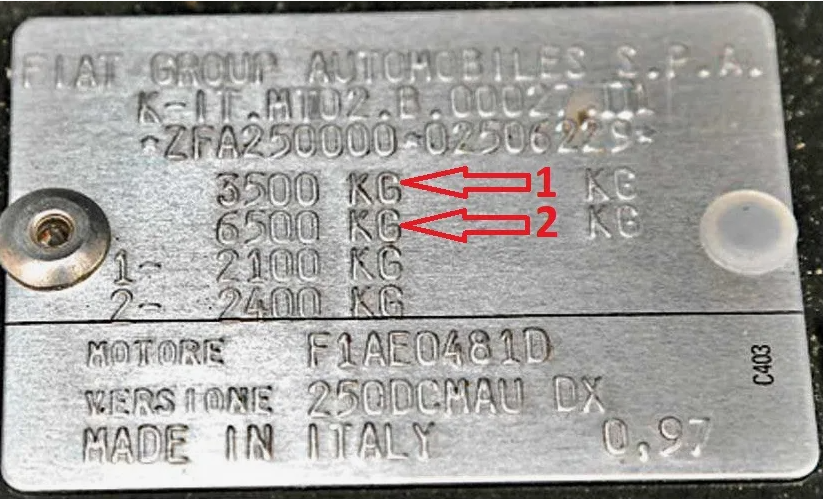 FIAT GROUP AUTOMOBILES S.P.A.
K-IT.MT02.B.00027.01
*ZFA250000*02506229*
3500 KG 1 KG
6500 KG 2 KG
1- 2100 KG
2- 2400 KG
MOTORE F1AE0481D
VERSIONE 250DCMAU DX
MADE IN ITALY 0,97
C403